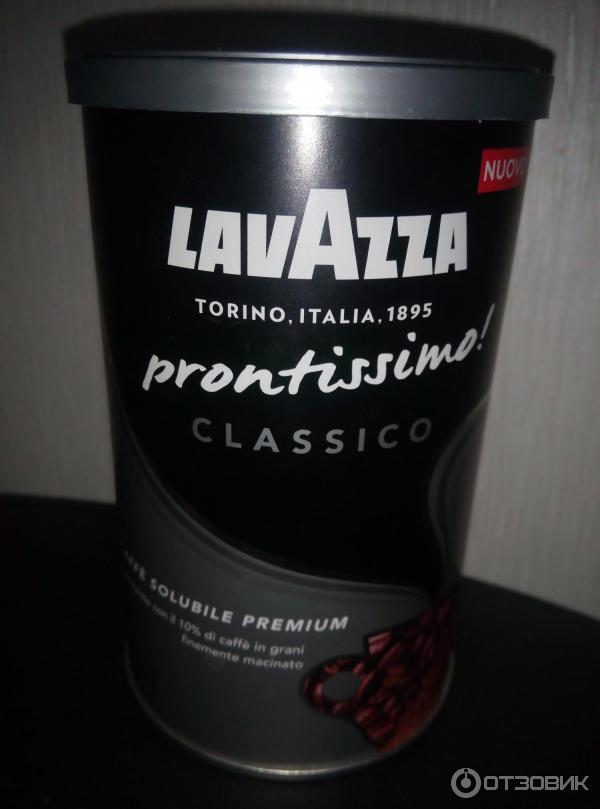 NUOVO
LAVAZZA
TORINO, ITALIA, 1895
prontissimo!
CLASSICO
SOLUBILE PREMIUM
con il 10% di caffè in grani
finemente macinato
ОТЗОВИК